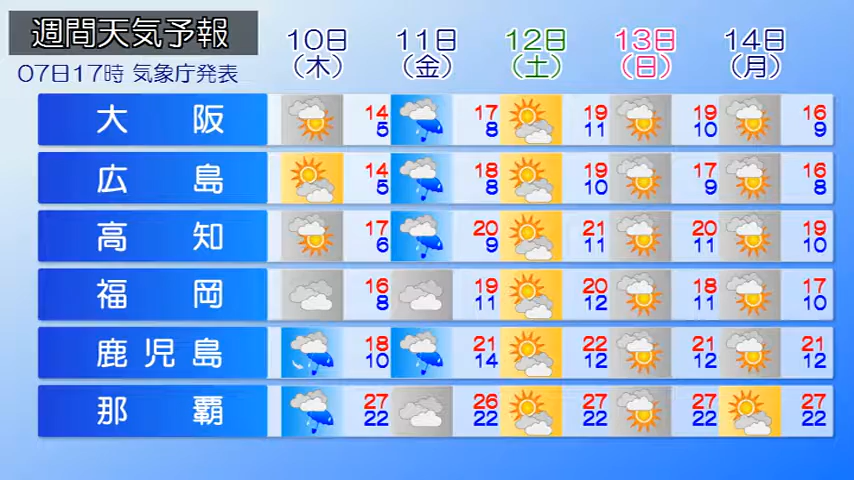 週間天気予報
07日17時 気象庁発表
10日 11日 12日 13日 14日
(木) (金) (土) (日) (月)
大阪 14 17 19 19 16
5 8 11 10 9
広島 14 18 19 17 16
5 8 10 9 8
高知 17 20 21 20 19
6 9 11 11 10
福岡 16 19 20 18 17
8 11 12 11 10
鹿児島 18 21 22 21 21
10 14 12 12 12
那覇 27 26 27 27 27
22 22 22 22 22